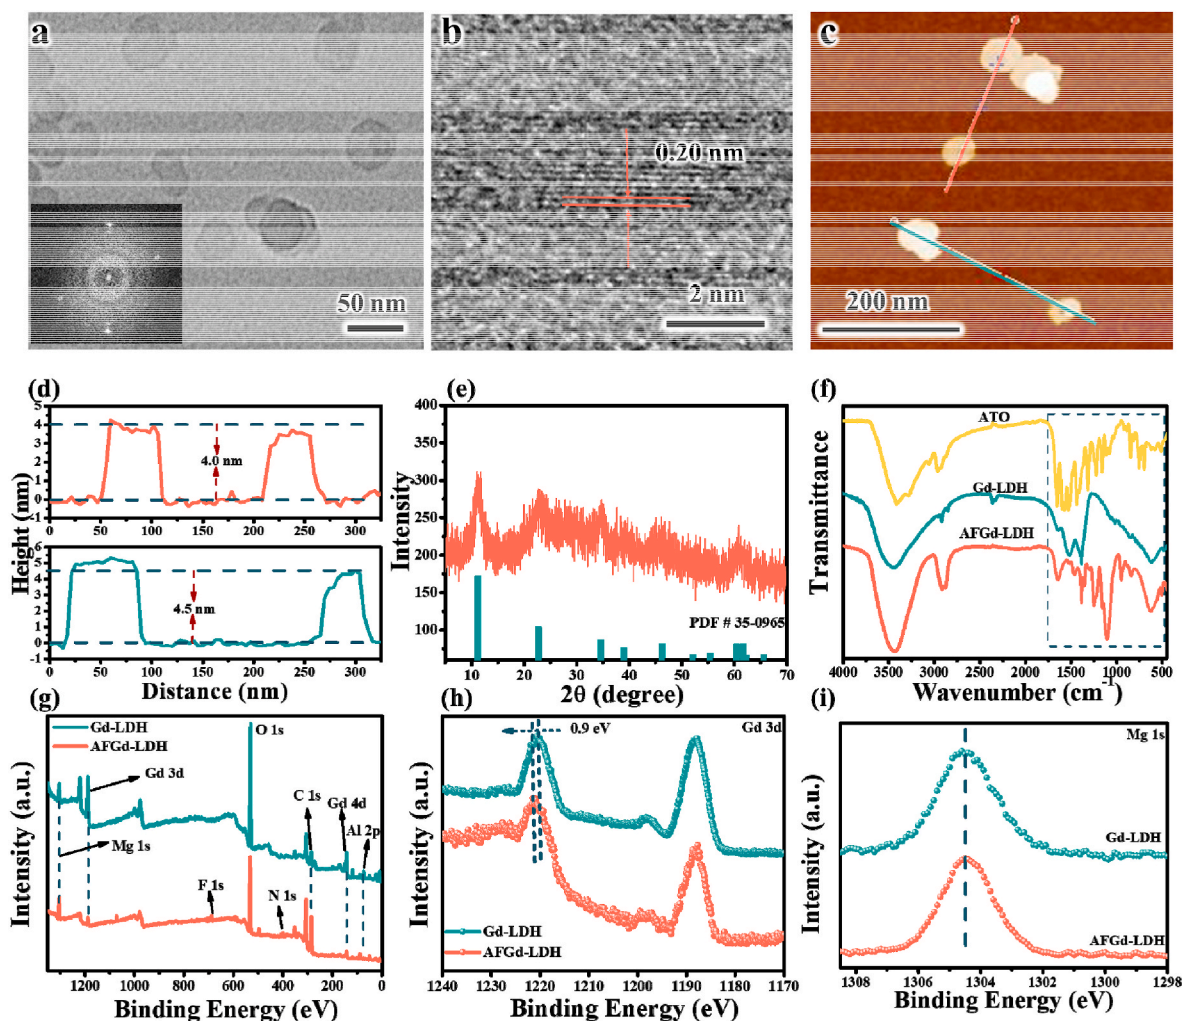 a
b
c
0.20 nm
50 nm
2 nm
200 nm
(d)
(e)
(f)
5
4
3
2
1
0
-1
4.0 nm
0 50 100 150 200 250 300
6
5
4
3
2
1
0
-1
4.5 nm
0 50 100 150 200 250 300
Height (nm)
Distance (nm)
400
350
300
250
200
150
100
Intensity
PDF # 35-0965
10 20 30 40 50 60 70
2θ (degree)
ATO
Gd-LDH
AFGd-LDH
Transmittance
4000 3500 3000 2500 2000 1500 1000 500
Wavenumber (cm-1)
(g)
(h)
(i)
Gd-LDH
AFGd-LDH
O 1s
Gd 3d
C 1s
Gd 4d
Al 2p
Mg 1s
F 1s
N 1s
Intensity (a.u.)
1200 1000 800 600 400 200 0
Binding Energy (eV)
0.9 eV
Gd 3d
Gd-LDH
AFGd-LDH
Intensity (a.u.)
1240 1230 1220 1210 1200 1190 1180 1170
Binding Energy (eV)
Mg 1s
Gd-LDH
AFGd-LDH
Intensity (a.u.)
1308 1306 1304 1302 1300 1298
Binding Energy (eV)